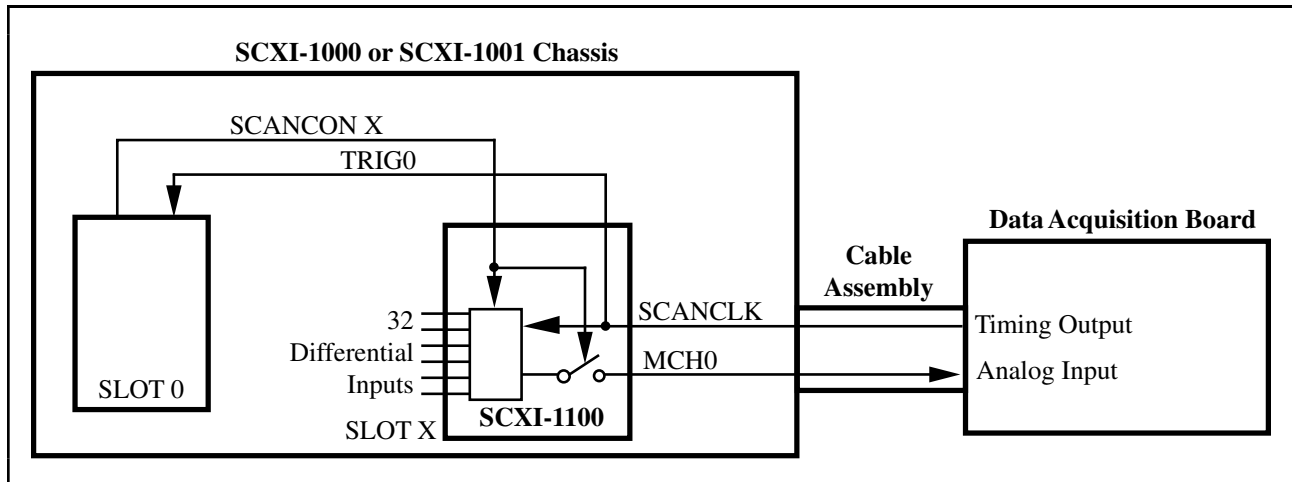 SCXI-1000 or SCXI-1001 Chassis
SCANCON X
TRIG0
SLOT 0
32
Differential
Inputs
SCXI-1100
SLOT X
SCANCLK
MCH0
Cable
Assembly
Data Acquisition Board
Timing Output
Analog Input